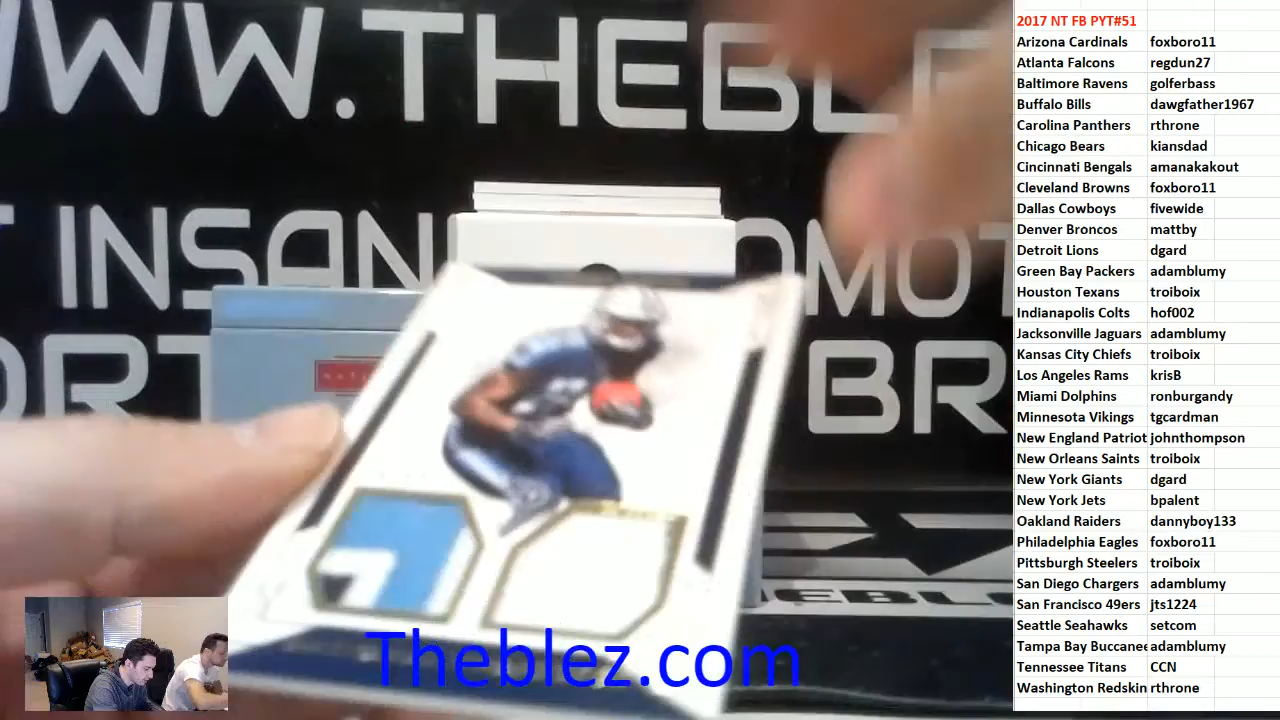 WWW.THEBLE
T INSAN OMOT
ORT BR
Theblez.com
2017 NT FB PYT#51
Arizona Cardinals foxboro11
Atlanta Falcons regdun27
Baltimore Ravens golferbass
Buffalo Bills dawgfather1967
Carolina Panthers rthrone
Chicago Bears kiansdad
Cincinnati Bengals amanakakout
Cleveland Browns foxboro11
Dallas Cowboys fivewide
Denver Broncos mattby
Detroit Lions dgard
Green Bay Packers adamblumy
Houston Texans troiboix
Indianapolis Colts hof002
Jacksonville Jaguars adamblumy
Kansas City Chiefs troiboix
Los Angeles Rams krisB
Miami Dolphins ronburgandy
Minnesota Vikings tgcardman
New England Patriot johnthompson
New Orleans Saints troiboix
New York Giants dgard
New York Jets bpalent
Oakland Raiders dannyboy133
Philadelphia Eagles foxboro11
Pittsburgh Steelers troiboix
San Diego Chargers adamblumy
San Francisco 49ers jts1224
Seattle Seahawks setcom
Tampa Bay Buccanee adamblumy
Tennessee Titans CCN
Washington Redskin rthrone